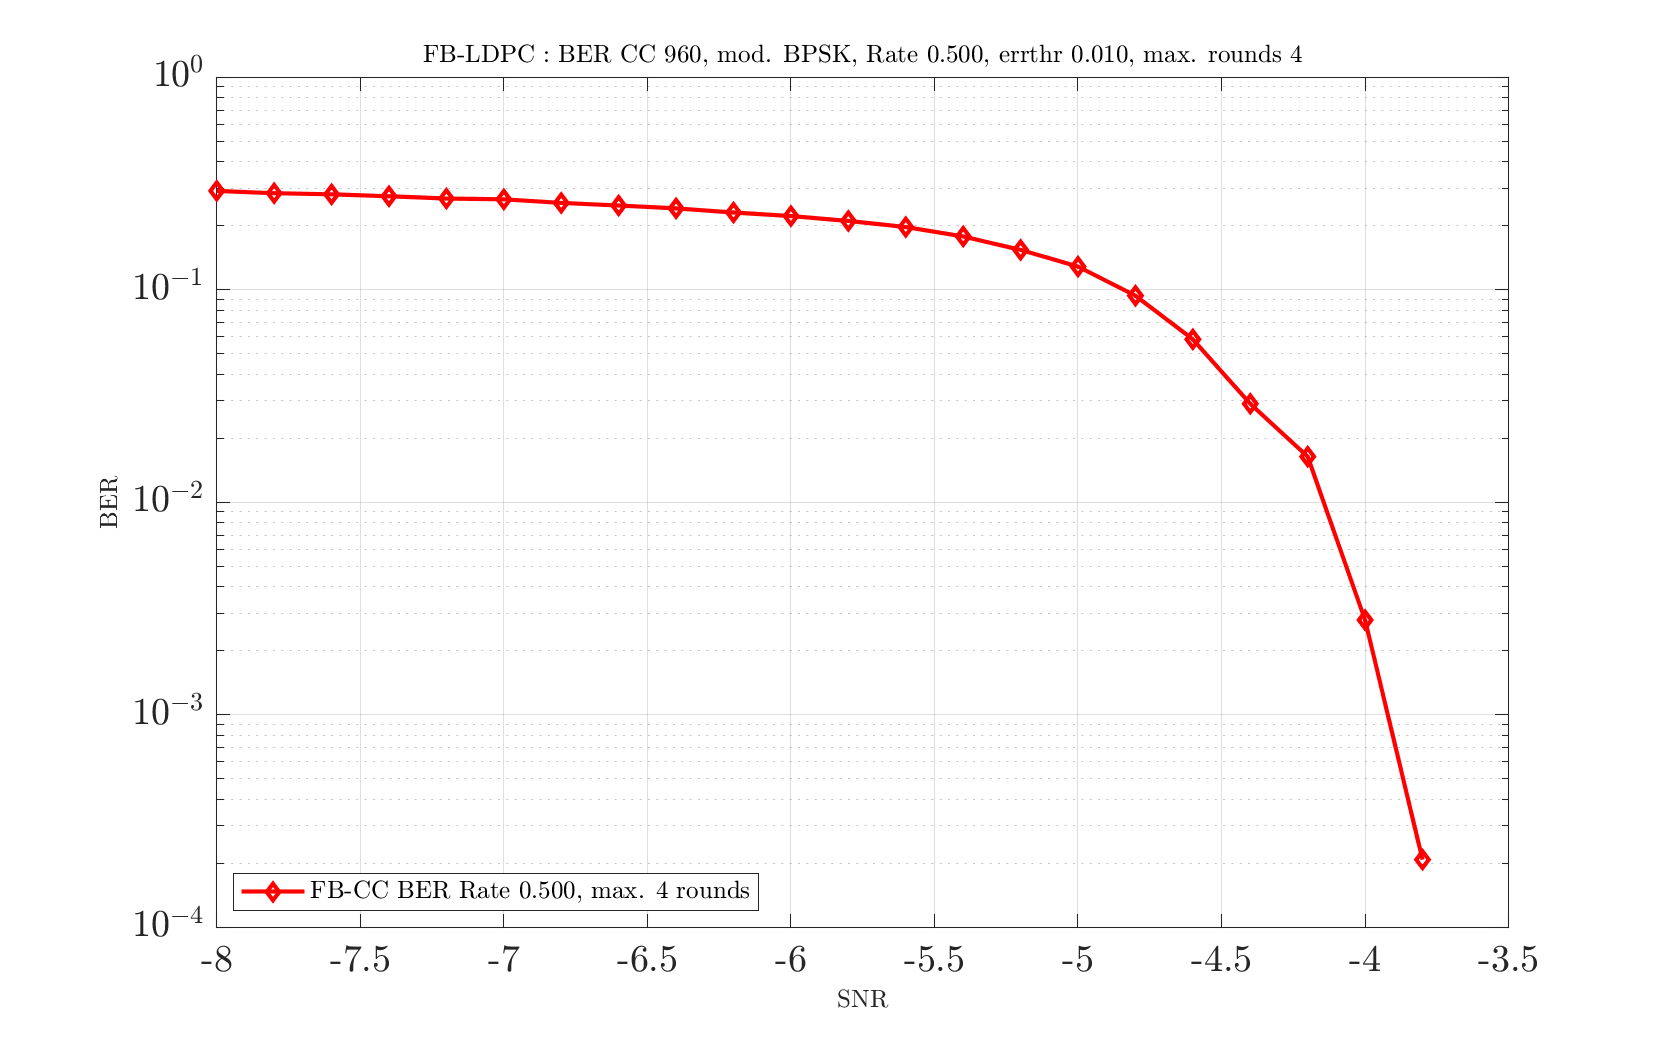 FB-LDPC : BER CC 960, mod. BPSK, Rate 0.500, errthr 0.010, max. rounds 4
10^0
10^{-1}
10^{-2}
10^{-3}
10^{-4}
BER
FB-CC BER Rate 0.500, max. 4 rounds
-8 -7.5 -7 -6.5 -6 -5.5 -5 -4.5 -4 -3.5
SNR